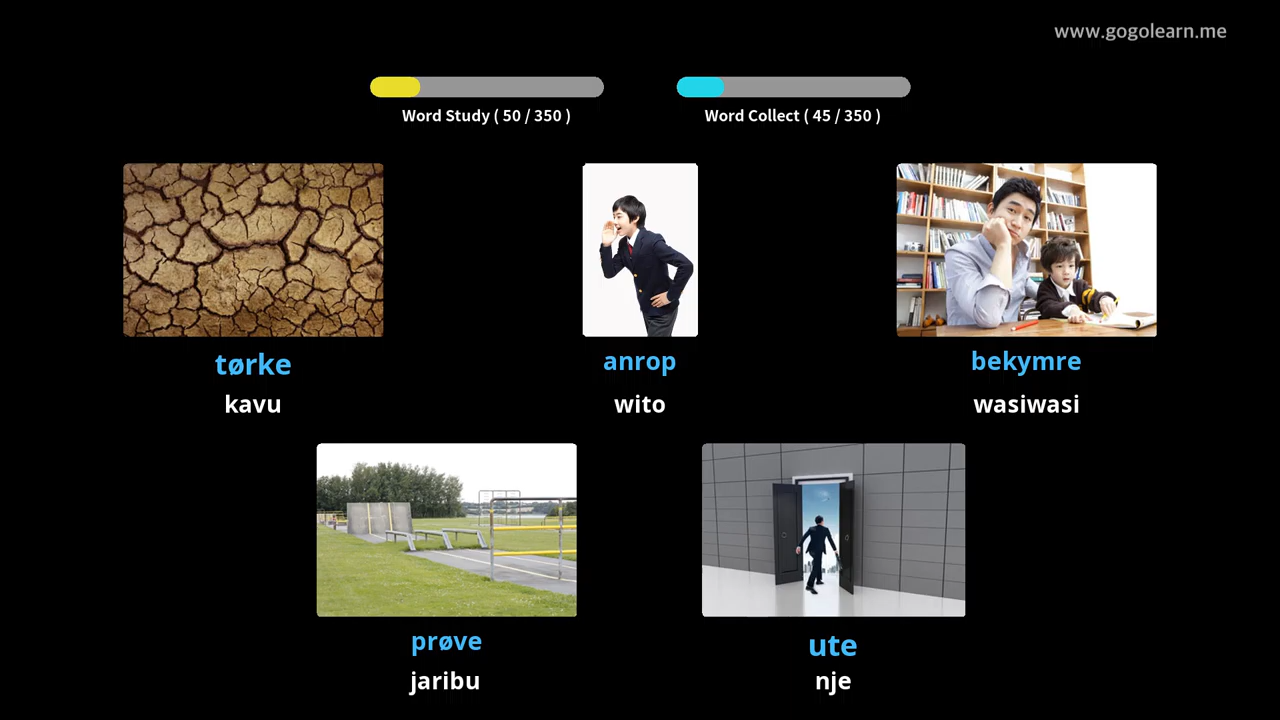 www.gogolearn.me
Word Study ( 50 / 350 )
Word Collect ( 45 / 350 )
tørke
kavu
anrop
wito
bekymre
wasiwasi
prøve
jaribu
ute
nje